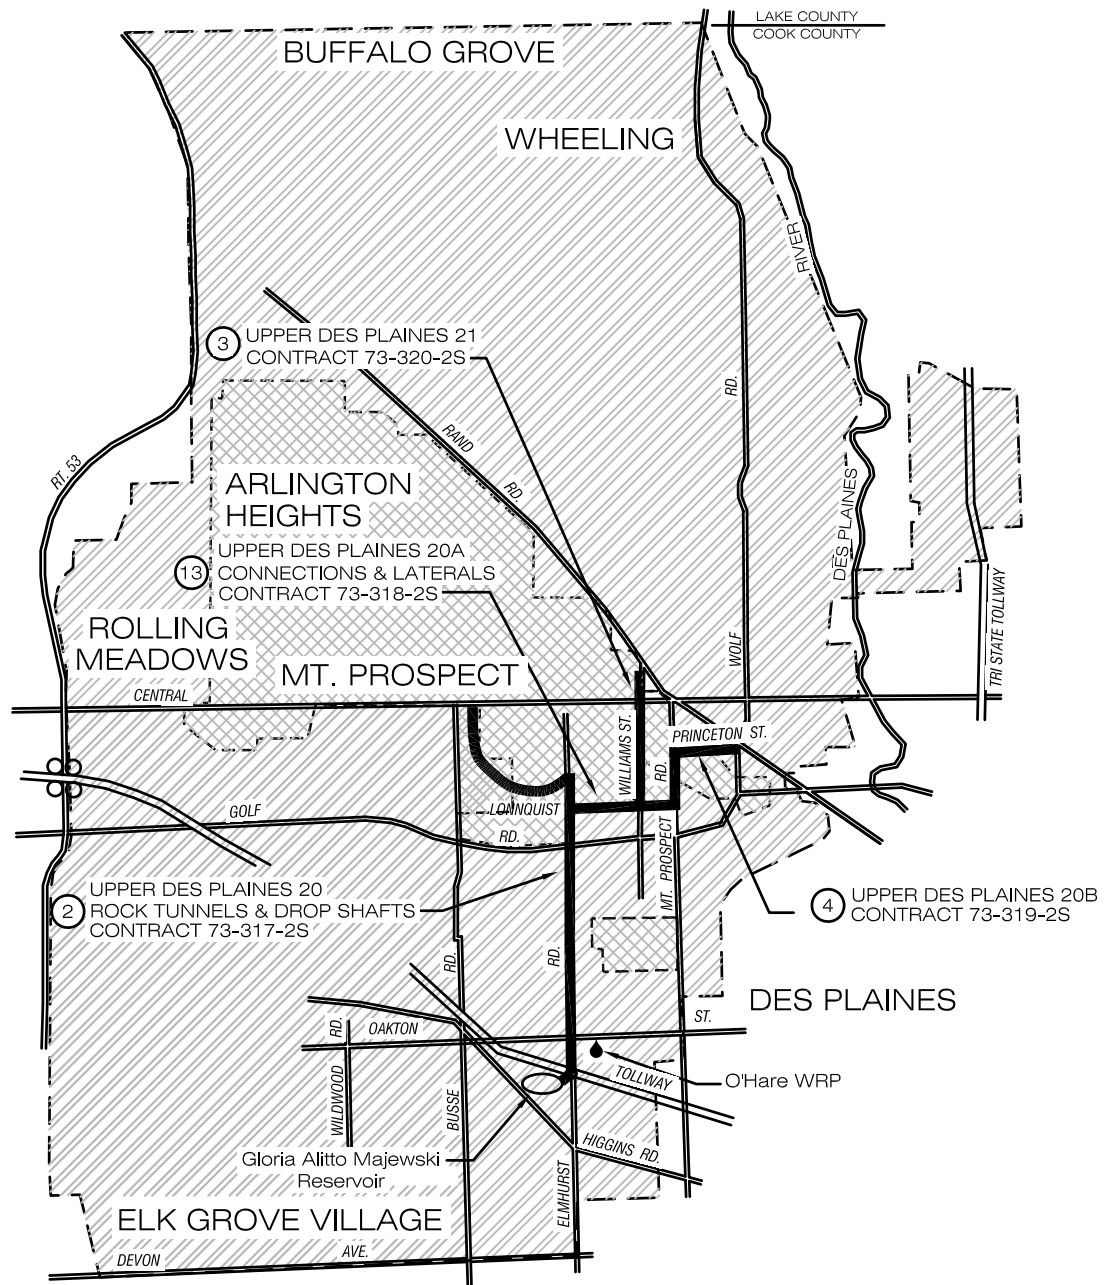 LAKE COUNTY
COOK COUNTY
BUFFALO GROVE
WHEELING
RIVER
3
UPPER DES PLAINES 21
CONTRACT 73-320-2S
RD.
RAND
RD.
RT. 53
ARLINGTON
HEIGHTS
DES PLAINES
13
UPPER DES PLAINES 20A
CONNECTIONS & LATERALS
CONTRACT 73-318-2S
TRI STATE TOLLWAY
ROLLING
MEADOWS
WOLF
MT. PROSPECT
CENTRAL
WILLIAMS ST.
PRINCETON ST.
RD.
GOLF
LONNQUIST
RD.
MT. PROSPECT
2
UPPER DES PLAINES 20
ROCK TUNNELS & DROP SHAFTS
CONTRACT 73-317-2S
4
UPPER DES PLAINES 20B
CONTRACT 73-319-2S
RD.
RD.
DES PLAINES
RD.
OAKTON
ST.
TOLLWAY
O'Hare WRP
WILDWOOD
BUSSE
HIGGINS RD.
Gloria Alitto Majewski
Reservoir
ELMHURST
ELK GROVE VILLAGE
DEVON
AVE.